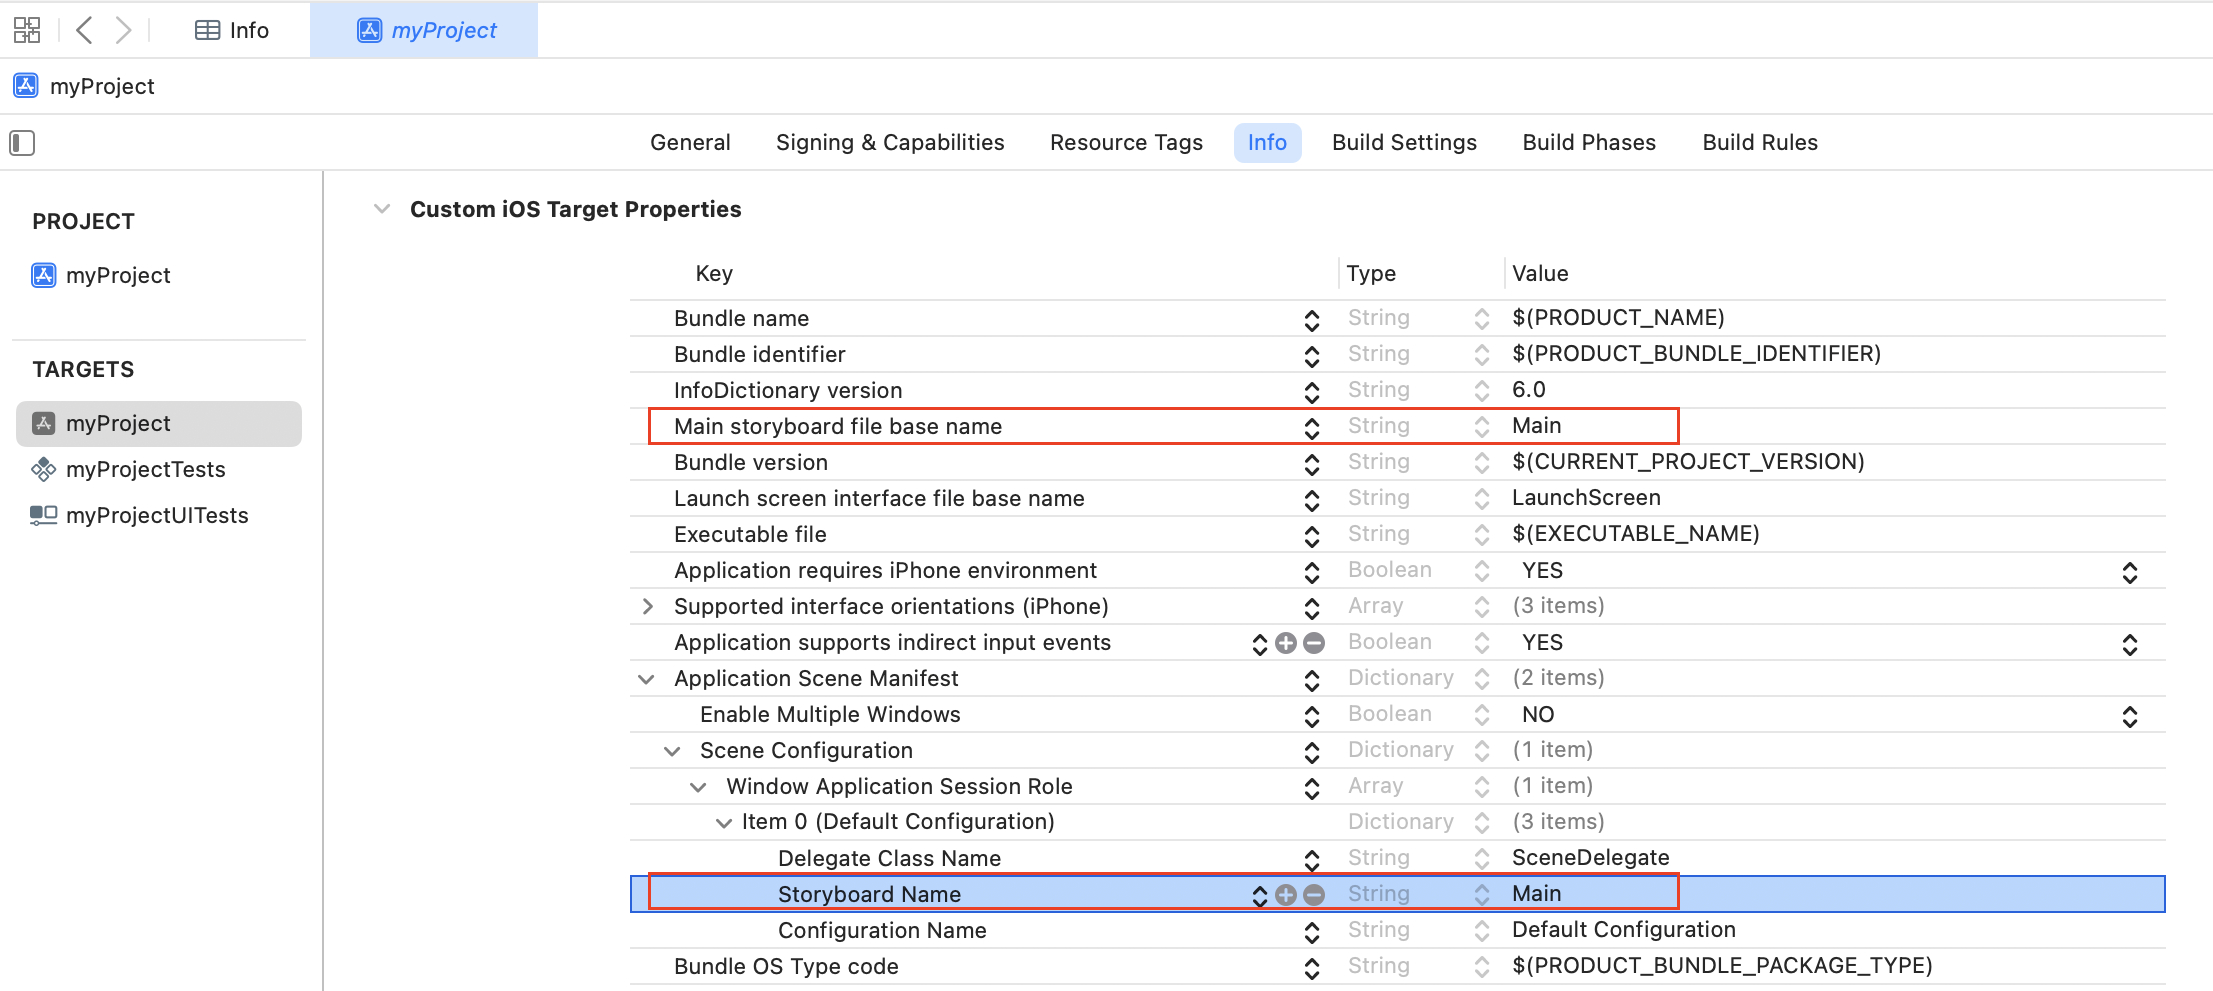 Info
myProject
myProject
General Signing & Capabilities Resource Tags Info Build Settings Build Phases Build Rules
PROJECT
myProject
TARGETS
myProject
myProjectTests
myProjectUITests
Custom iOS Target Properties
Key Type Value
Bundle name String $(PRODUCT_NAME)
Bundle identifier String $(PRODUCT_BUNDLE_IDENTIFIER)
InfoDictionary version String 6.0
Main storyboard file base name String Main
Bundle version String $(CURRENT_PROJECT_VERSION)
Launch screen interface file base name String LaunchScreen
Executable file String $(EXECUTABLE_NAME)
Application requires iPhone environment Boolean YES
Supported interface orientations (iPhone) Array (3 items)
Application supports indirect input events Boolean YES
Application Scene Manifest Dictionary (2 items)
Enable Multiple Windows Boolean NO
Scene Configuration Dictionary (1 item)
Window Application Session Role Array (1 item)
Item 0 (Default Configuration) Dictionary (3 items)
Delegate Class Name String SceneDelegate
Storyboard Name String Main
Configuration Name String Default Configuration
Bundle OS Type code String $(PRODUCT_BUNDLE_PACKAGE_TYPE)